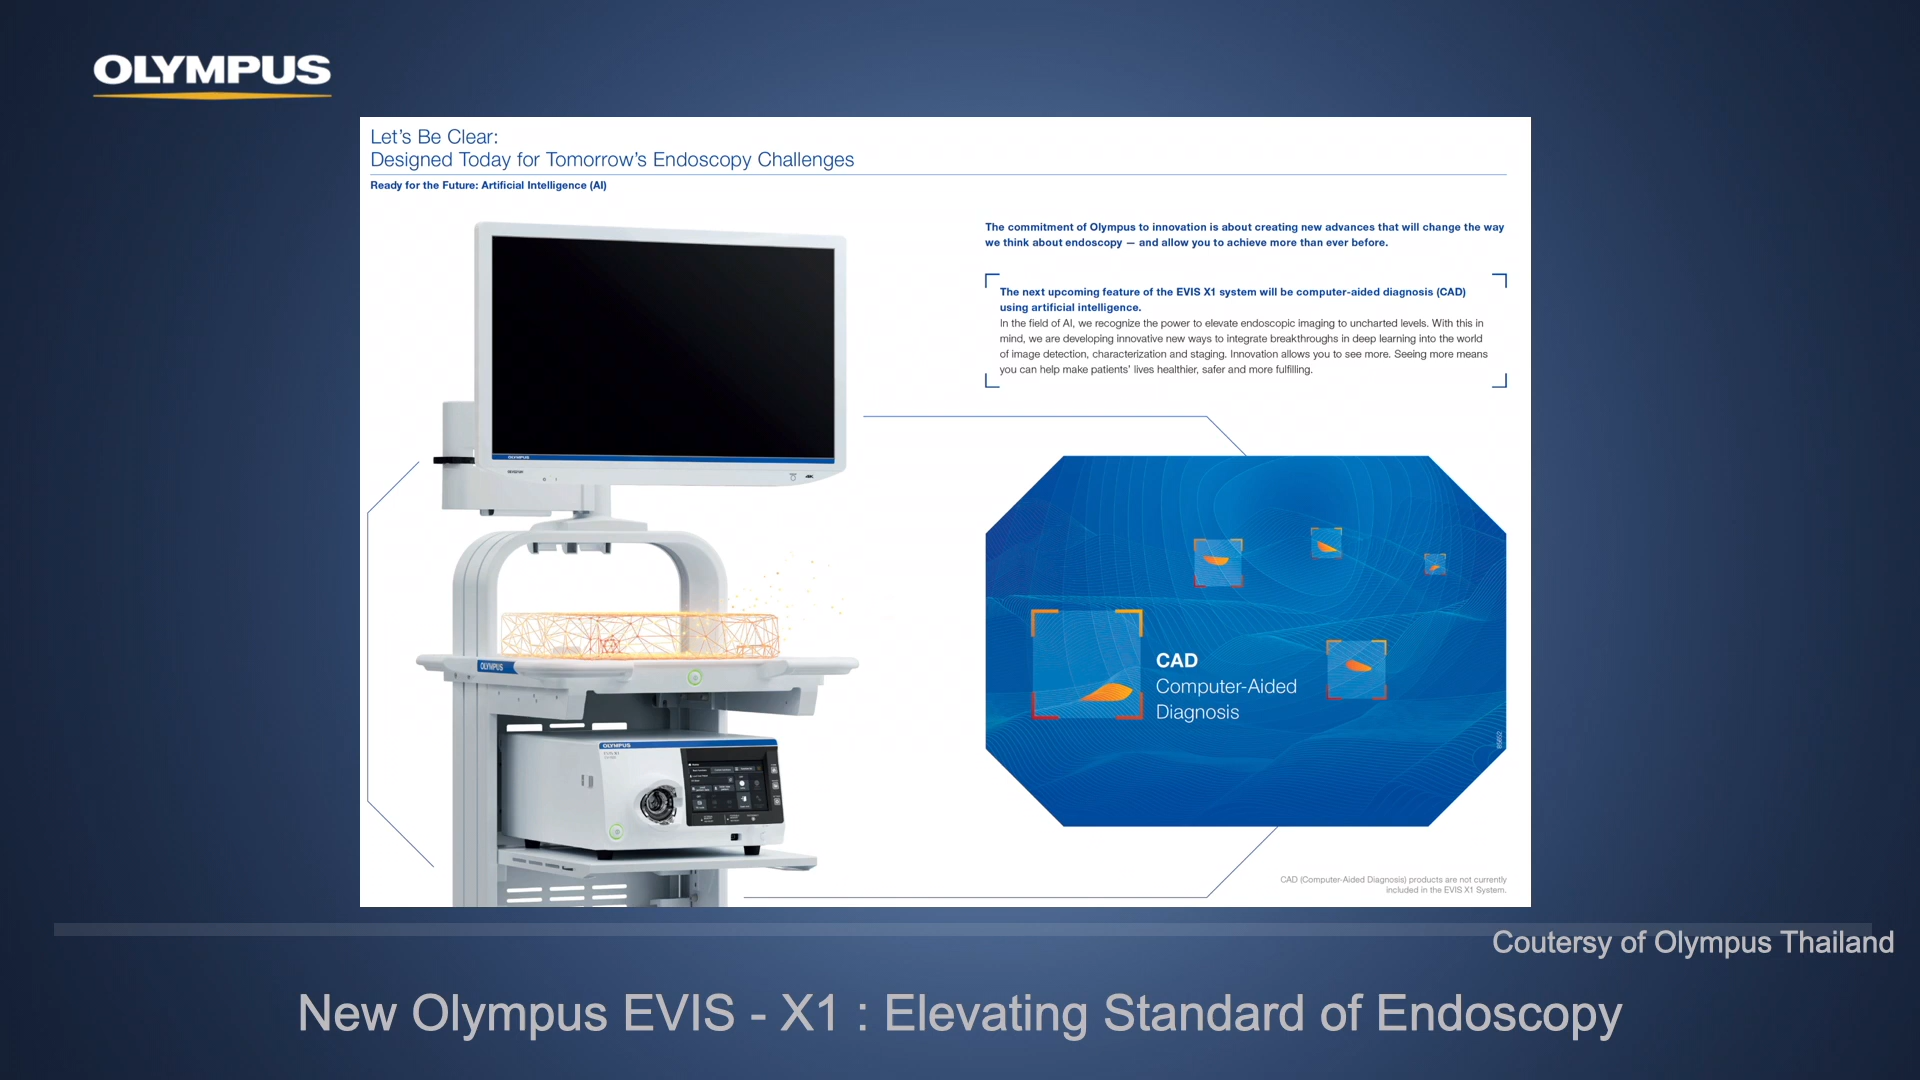 OLYMPUS
Let's Be Clear:
Designed Today for Tomorrow's Endoscopy Challenges
Ready for the Future: Artificial Intelligence (AI)
The commitment of Olympus to innovation is about creating new advances that will change the way
we think about endoscopy — and allow you to achieve more than ever before.
The next upcoming feature of the EVIS X1 system will be computer-aided diagnosis (CAD)
using artificial intelligence.
In the field of AI, we recognize the power to elevate endoscopic imaging to uncharted levels. With this in
mind, we are developing innovative new ways to integrate breakthroughs in deep learning into the world
of image detection, characterization and staging. Innovation allows you to see more. Seeing more means
you can help make patients' lives healthier, safer and more fulfilling.
OLYMPUS
4K
OLYMPUS
OLYMPUS
CAD
Computer-Aided
Diagnosis
CAD (Computer-Aided Diagnosis) products are not currently
included in the EVIS X1 System.
Coutersy of Olympus Thailand
New Olympus EVIS - X1 : Elevating Standard of Endoscopy